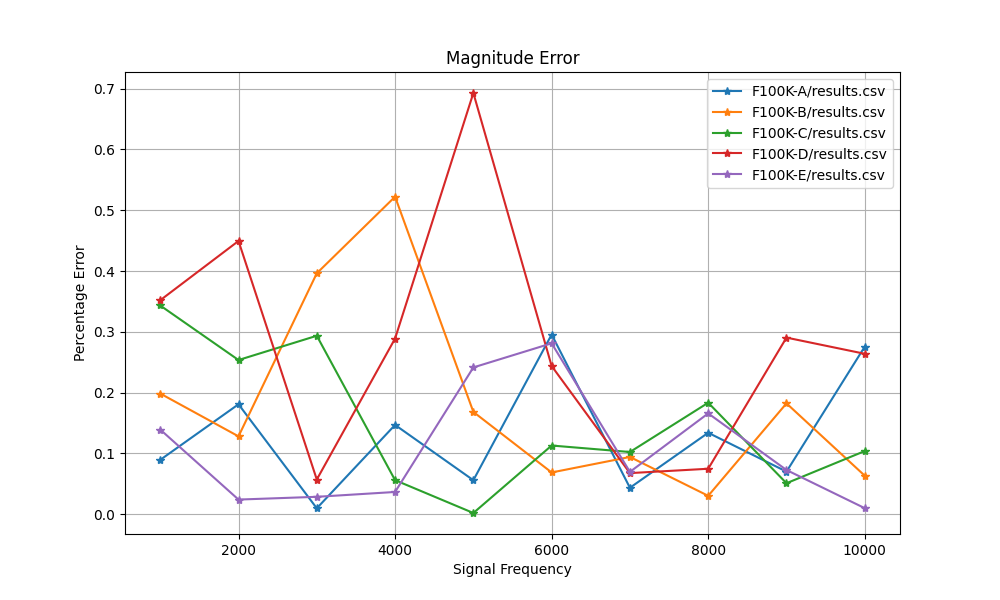 Magnitude Error
F100K-A/results.csv
F100K-B/results.csv
F100K-C/results.csv
F100K-D/results.csv
F100K-E/results.csv
Percentage Error
0.7
0.6
0.5
0.4
0.3
0.2
0.1
0.0
2000 4000 6000 8000 10000
Signal Frequency